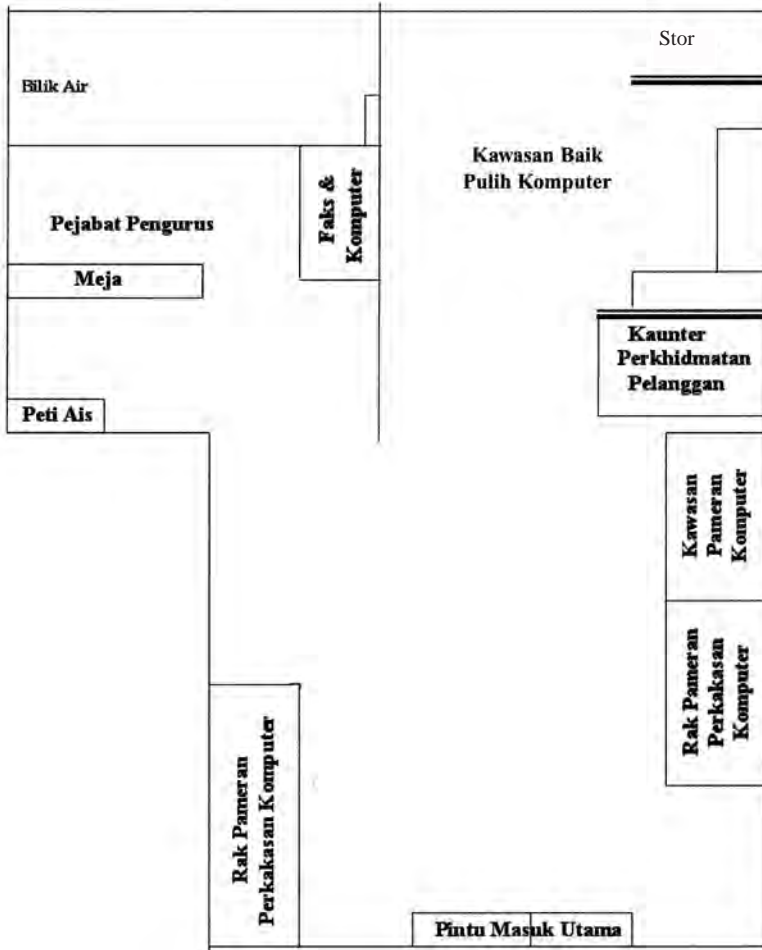 Stor
Bilik Air
Kawasan Baik
Pulih Komputer
Faks &
Komputer
Pejabat Pengurus
Meja
Kaunter
Perkhidmatan
Pelanggan
Peti Ais
Kawasan
Pameran
Komputer
Rak Pameran
Perkakasan
Komputer
Rak Pameran
Perkakasan Komputer
Pintu Masuk Utama